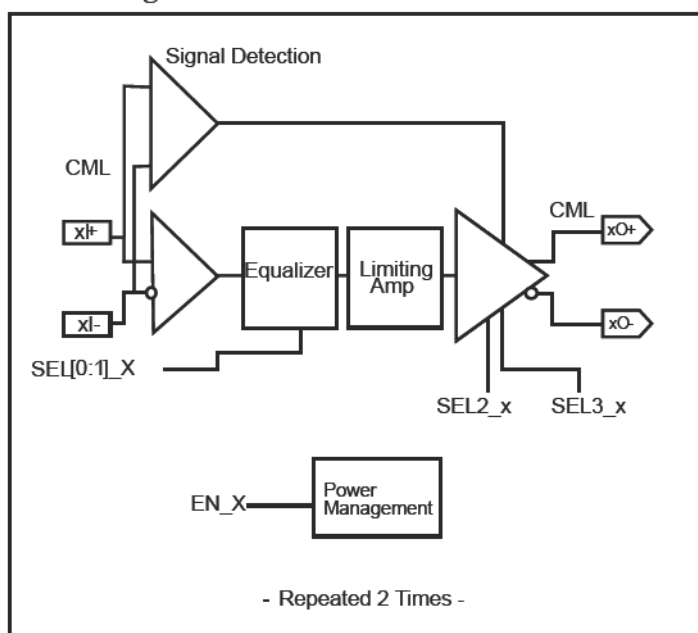 Signal Detection
CML
xI+
xI-
Equalizer
Limiting
Amp
CML
xO+
xO-
SEL[0:1]_X
SEL2_x
SEL3_x
EN_X
Power
Management
- Repeated 2 Times -